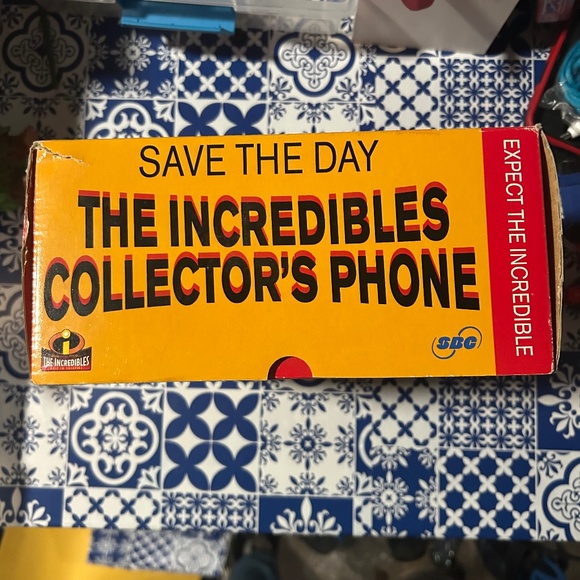 SAVE THE DAY
THE INCREDIBLES
COLLECTOR'S PHONE
THE INCREDIBLES
SBC
EXPECT THE INCREDIBLE